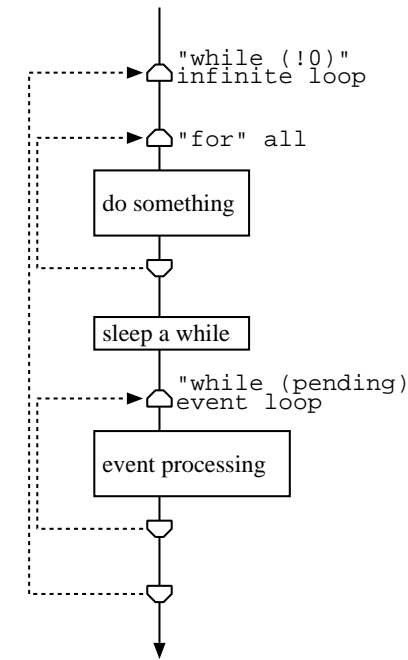 "while (!0)"
infinite loop
"for" all
do something
sleep a while
"while (pending)
event loop
event processing